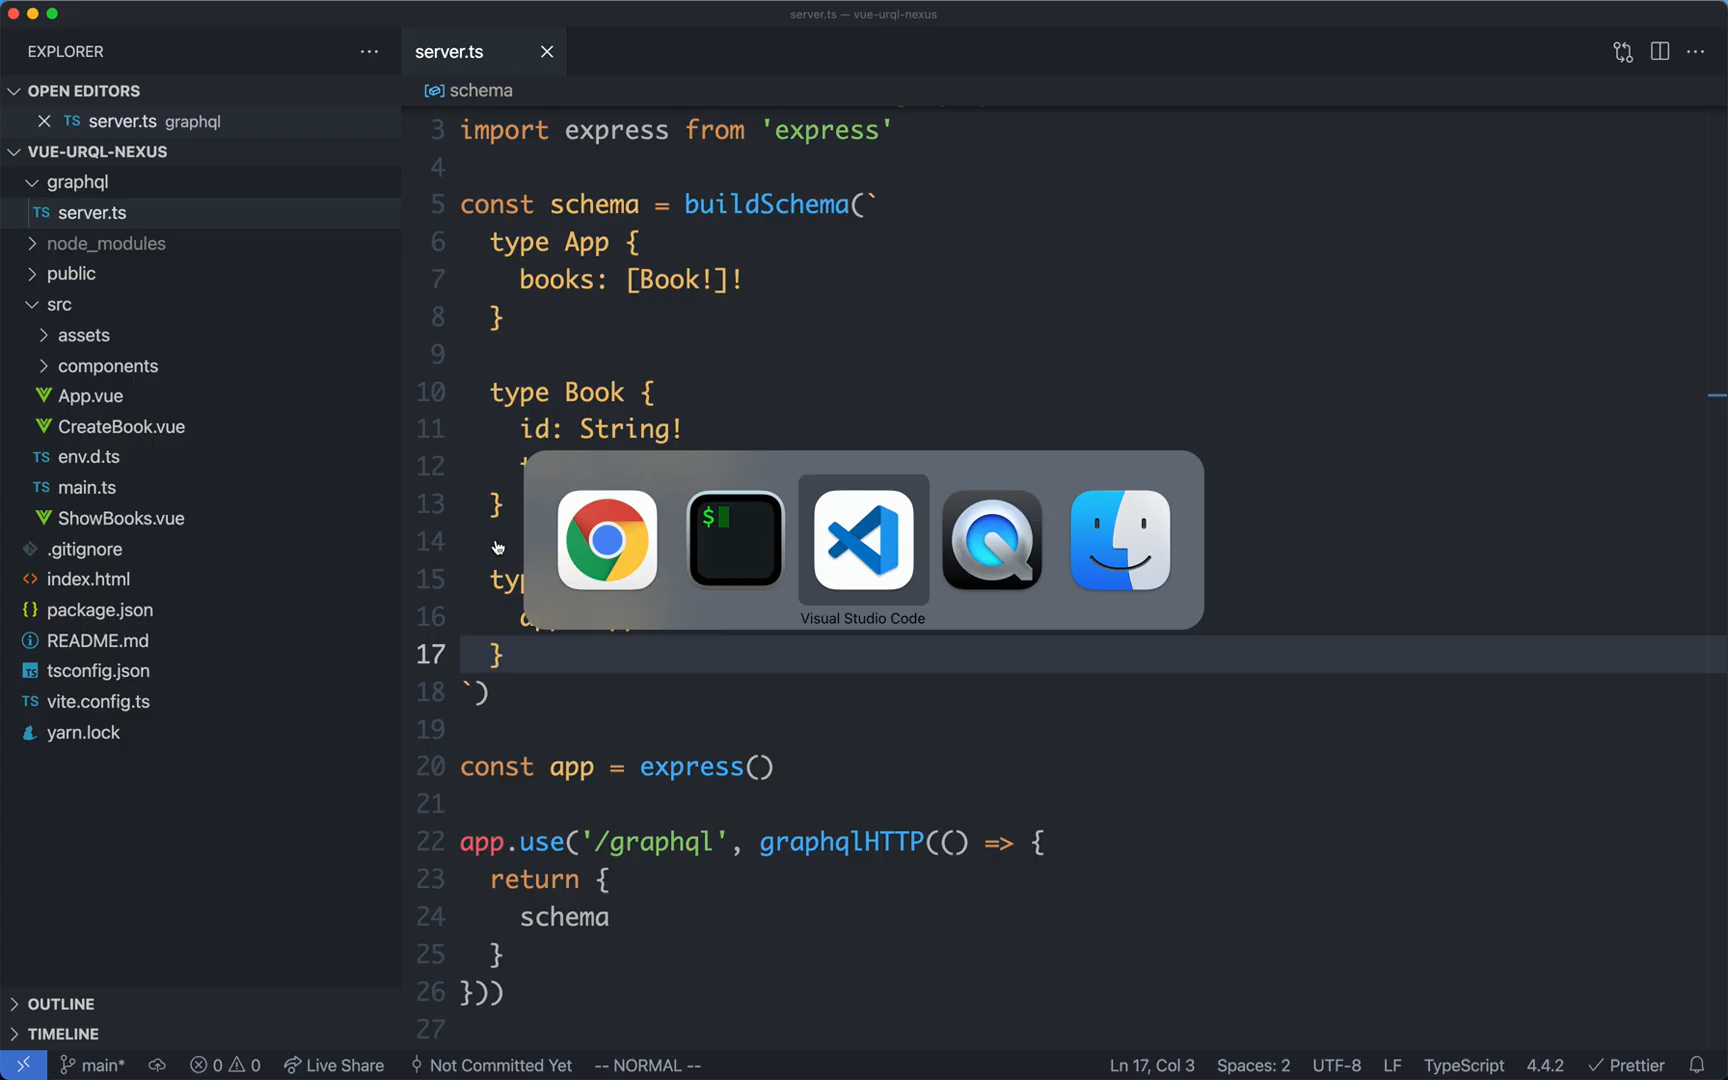 server.ts — vue-urql-nexus
EXPLORER
server.ts
OPEN EDITORS
schema
TS server.ts graphql
VUE-URQL-NEXUS
graphql
TS server.ts
node_modules
public
src
assets
components
App.vue
CreateBook.vue
TS env.d.ts
TS main.ts
ShowBooks.vue
.gitignore
index.html
package.json
README.md
TS tsconfig.json
TS vite.config.ts
yarn.lock
OUTLINE
TIMELINE
3 import express from 'express'
4
5 const schema = buildSchema(`
6 type App {
7 books: [Book!]!
8 }
9
10 type Book {
11 id: String!
12
13 }
14
15
16
17 }
18 `)
19
20 const app = express()
21
22 app.use('/graphql', graphqlHTTP(() => {
23 return {
24 schema
25 }
26 }))
27
$
Visual Studio Code
main* 0 0 Live Share Not Committed Yet -- NORMAL -- Ln 17, Col 3 Spaces: 2 UTF-8 LF TypeScript 4.4.2 Prettier